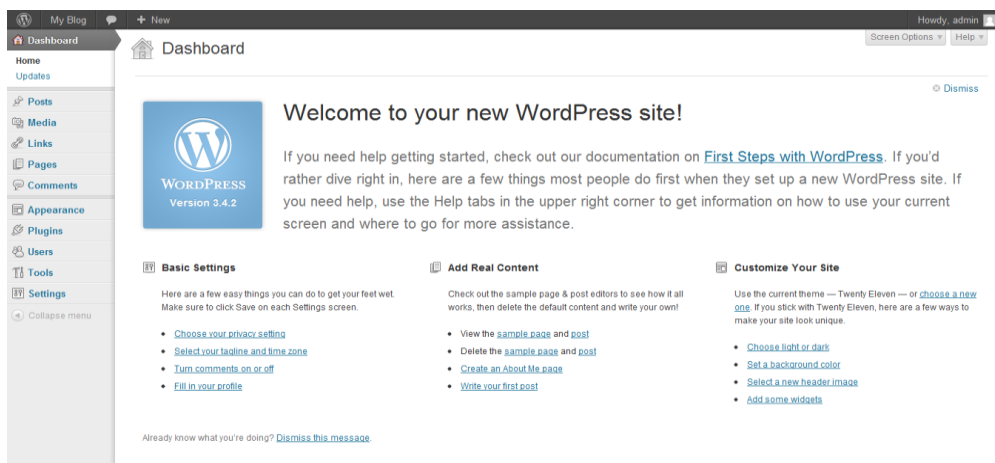 My Blog + New Howdy, admin
Dashboard
Home
Updates
Posts
Media
Links
Pages
Comments
Appearance
Plugins
Users
Tools
Settings
Collapse menu
Dashboard
Screen Options Help
Dismiss
WORDPRESS
Version 3.4.2
Welcome to your new WordPress site!
If you need help getting started, check out our documentation on First Steps with WordPress. If you'd
rather dive right in, here are a few things most people do first when they set up a new WordPress site. If
you need help, use the Help tabs in the upper right corner to get information on how to use your current
screen and where to go for more assistance.
Basic Settings
Here are a few easy things you can do to get your feet wet.
Make sure to click Save on each Settings screen.
• Choose your privacy setting
• Select your tagline and time zone
• Turn comments on or off
• Fill in your profile
Add Real Content
Check out the sample page & post editors to see how it all
works, then delete the default content and write your own!
• View the sample page and post
• Delete the sample page and post
• Create an About Me page
• Write your first post
Customize Your Site
Use the current theme — Twenty Eleven — or choose a new
one. If you stick with Twenty Eleven, here are a few ways to
make your site look unique.
• Choose light or dark
• Set a background color
• Select a new header image
• Add some widgets
Already know what you're doing? Dismiss this message.